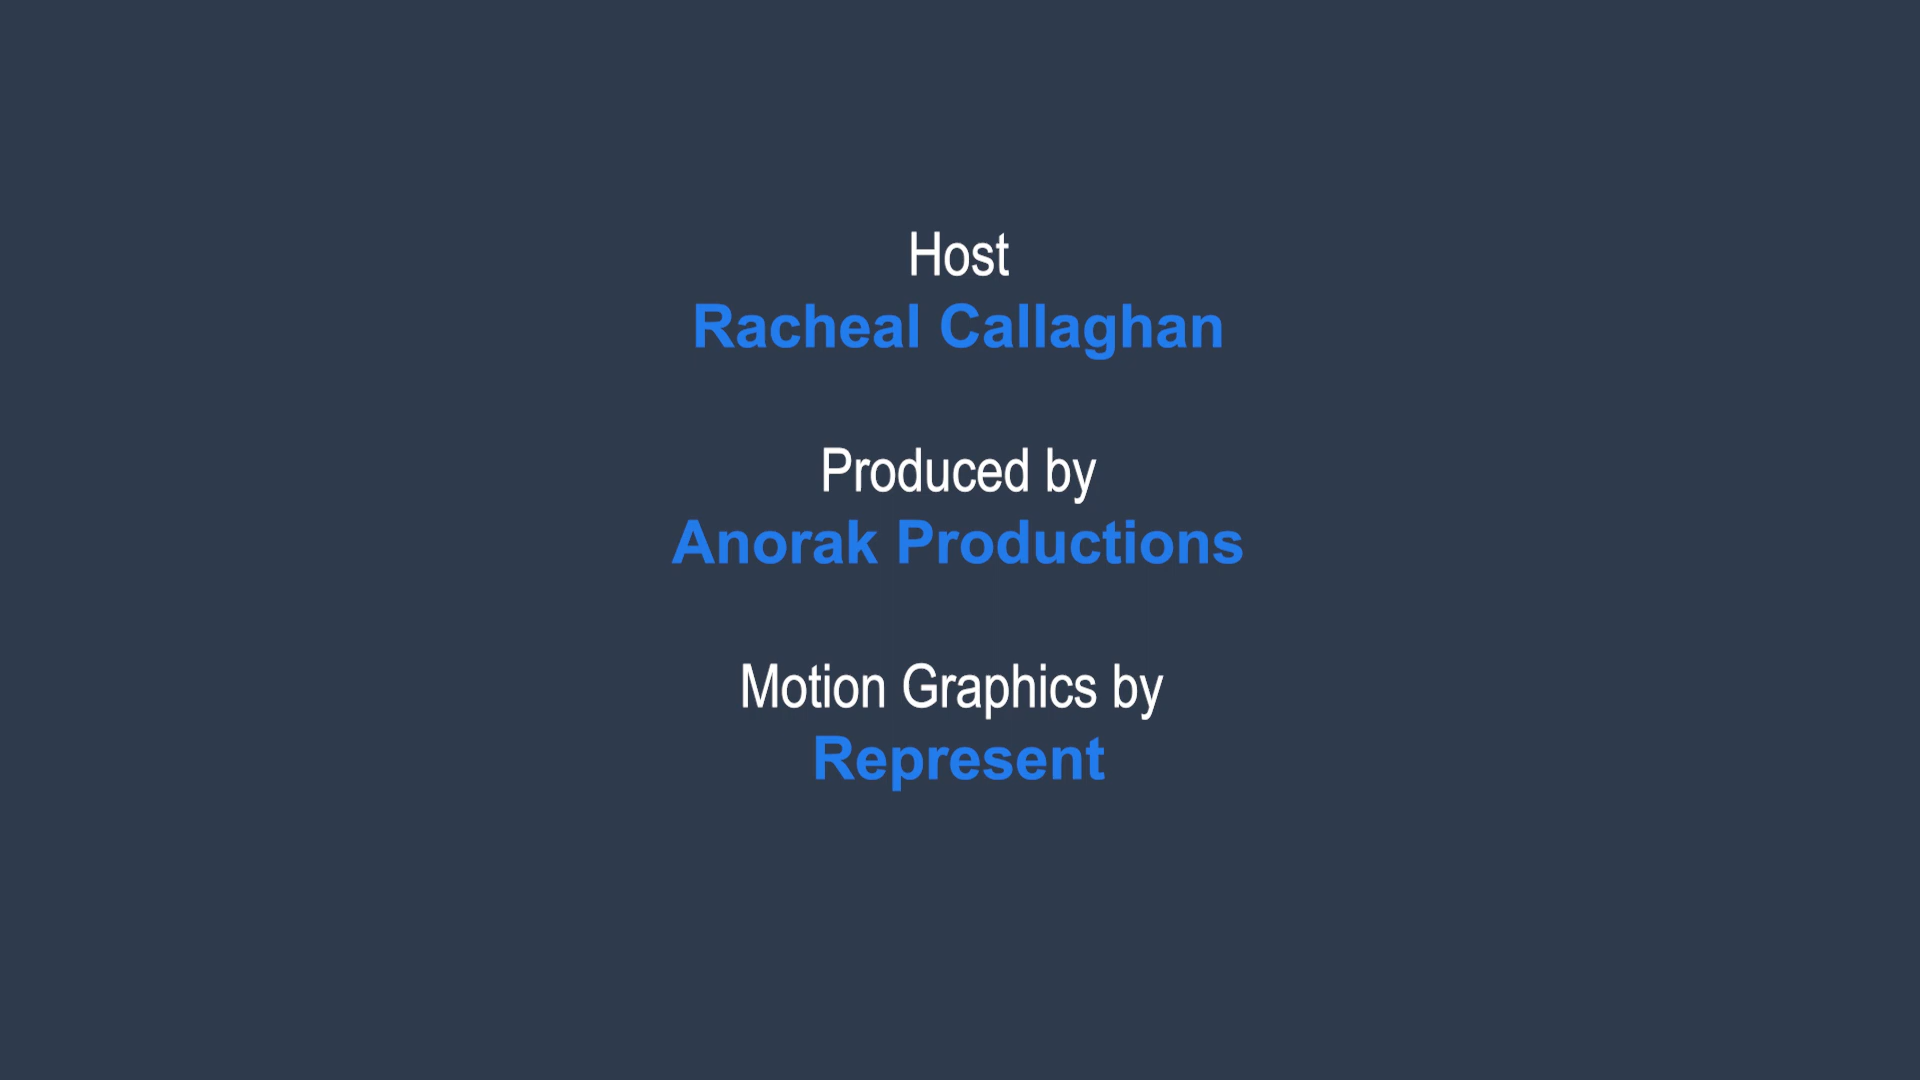 Host
Racheal Callaghan
Produced by
Anorak Productions
Motion Graphics by
Represent